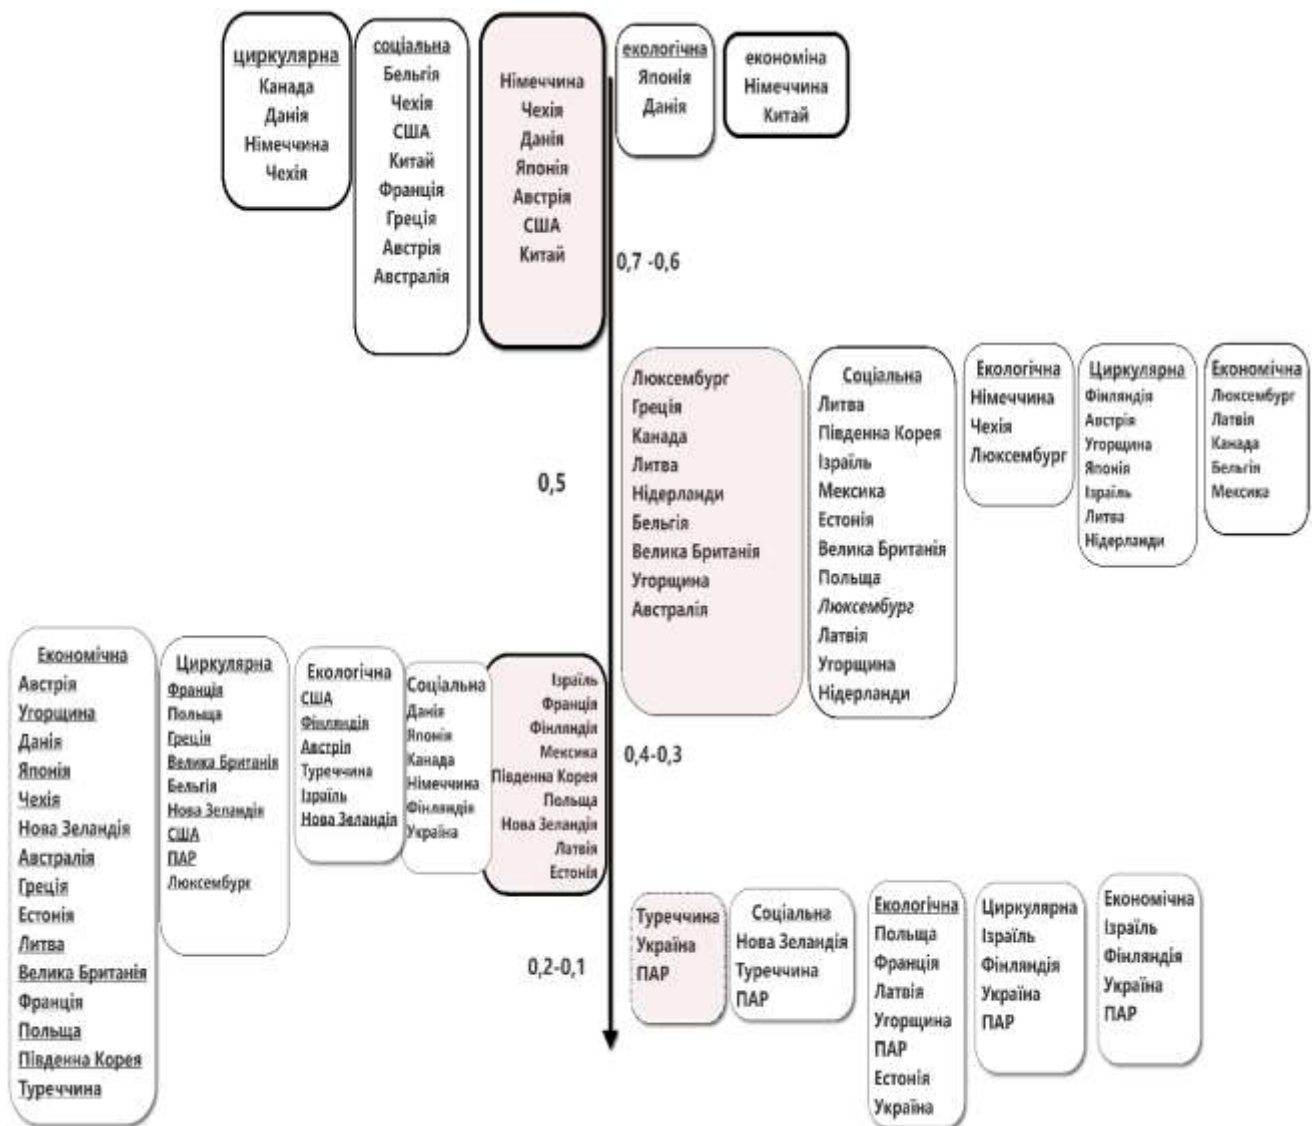 циркулярна
Канада
Данія
Німеччина
Чехія
соціальна
Бельгія
Чехія
США
Китай
Франція
Греція
Австрія
Австралія
Німеччина
Чехія
Данія
Японія
Австрія
США
Китай
екологічна
Японія
Данія
економіна
Німеччина
Китай
0,7 -0,6
0,5
Люксембург
Греція
Канада
Литва
Нідерланди
Бельгія
Велика Британія
Угорщина
Австралія
Соціальна
Литва
Південна Корея
Ізраїль
Мексика
Естонія
Велика Британія
Польща
Люксембург
Латвія
Угорщина
Нідерланди
Екологічна
Німеччина
Чехія
Люксембург
Циркулярна
Фінляндія
Австрія
Угорщина
Японія
Ізраїль
Литва
Нідерланди
Економічна
Люксембург
Латвія
Канада
Бельгія
Мексика
Економічна
Австрія
Угорщина
Данія
Японія
Чехія
Нова Зеландія
Австралія
Греція
Естонія
Литва
Велика Британія
Франція
Польща
Південна Корея
Туреччина
Циркулярна
Франція
Польща
Греція
Велика Британія
Бельгія
Нова Зеландія
США
ПАР
Люксембург
Екологічна
США
Фінляндія
Австрія
Туреччина
Ізраїль
Нова Зеландія
Соціальна
Данія
Японія
Канада
Німеччина
Фінляндія
Україна
Ізраїль
Франція
Фінляндія
Мексика
Південна Корея
Польща
Нова Зеландія
Латвія
Естонія
0,4-0,3
0,2-0,1
Туреччина
Україна
ПАР
Соціальна
Нова Зеландія
Туреччина
ПАР
Екологічна
Польща
Франція
Латвія
Угорщина
ПАР
Естонія
Україна
Циркулярна
Ізраїль
Фінляндія
Україна
ПАР
Економічна
Ізраїль
Фінляндія
Україна
ПАР